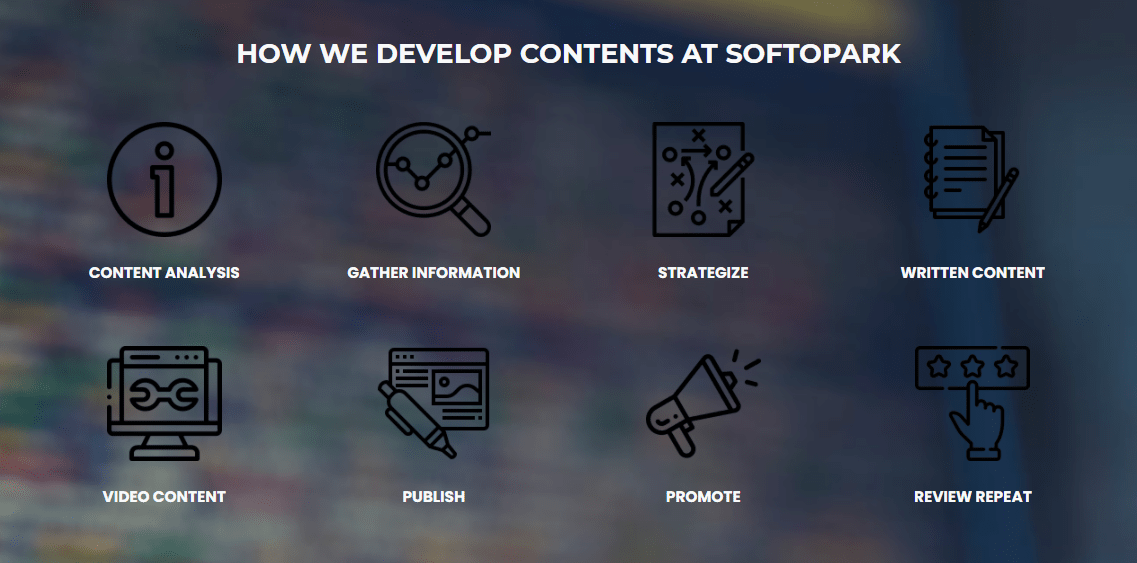 HOW WE DEVELOP CONTENTS AT SOFTOPARK
CONTENT ANALYSIS
GATHER INFORMATION
STRATEGIZE
WRITTEN CONTENT
VIDEO CONTENT
PUBLISH
PROMOTE
REVIEW REPEAT